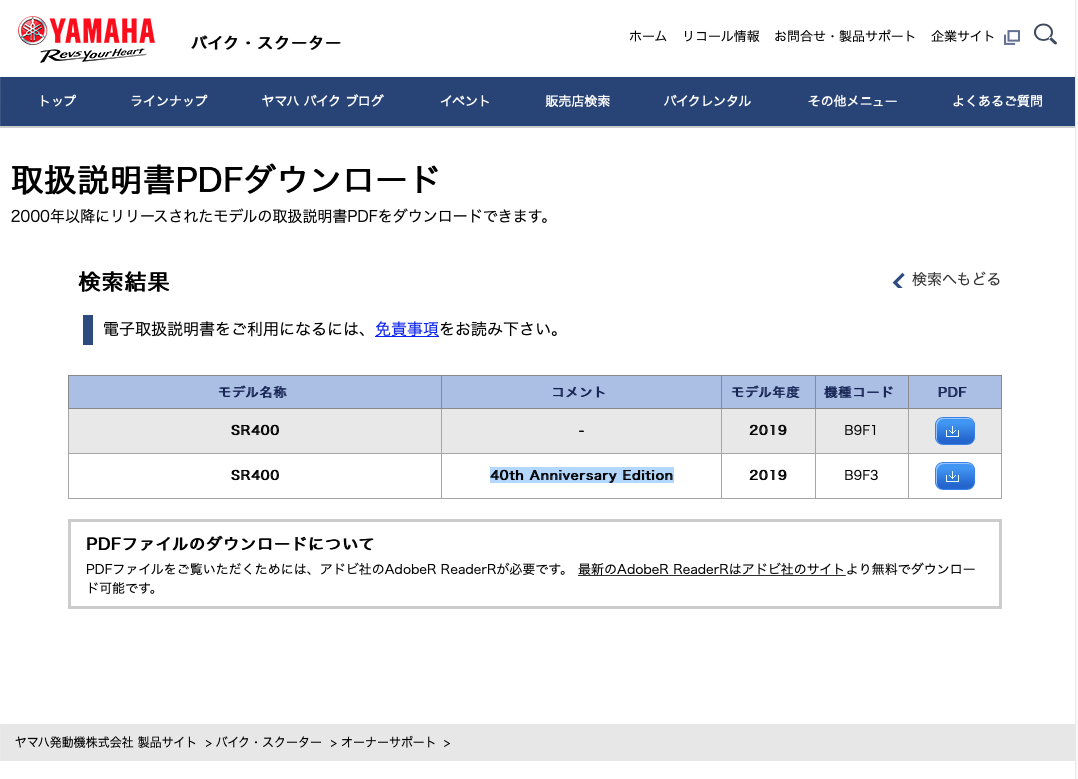 YAMAHA
Revs Your Heart
バイク・スクーター
ホーム リコール情報 お問合せ・製品サポート 企業サイト
トップ ラインナップ ヤマハ バイク ブログ イベント 販売店検索 バイクレンタル その他メニュー よくあるご質問
取扱説明書PDFダウンロード
2000年以降にリリースされたモデルの取扱説明書PDFをダウンロードできます。
検索結果
検索へもどる
電子取扱説明書をご利用になるには、免責事項をお読み下さい。
モデル名称 コメント モデル年度 機種コード PDF
SR400 - 2019 B9F1
SR400 40th Anniversary Edition 2019 B9F3
PDFファイルのダウンロードについて
PDFファイルをご覧いただくためには、アドビ社のAdobeR ReaderRが必要です。 最新のAdobeR ReaderRはアドビ社のサイトより無料でダウンロー
ド可能です。
ヤマハ発動機株式会社 製品サイト > バイク・スクーター > オーナーサポート >